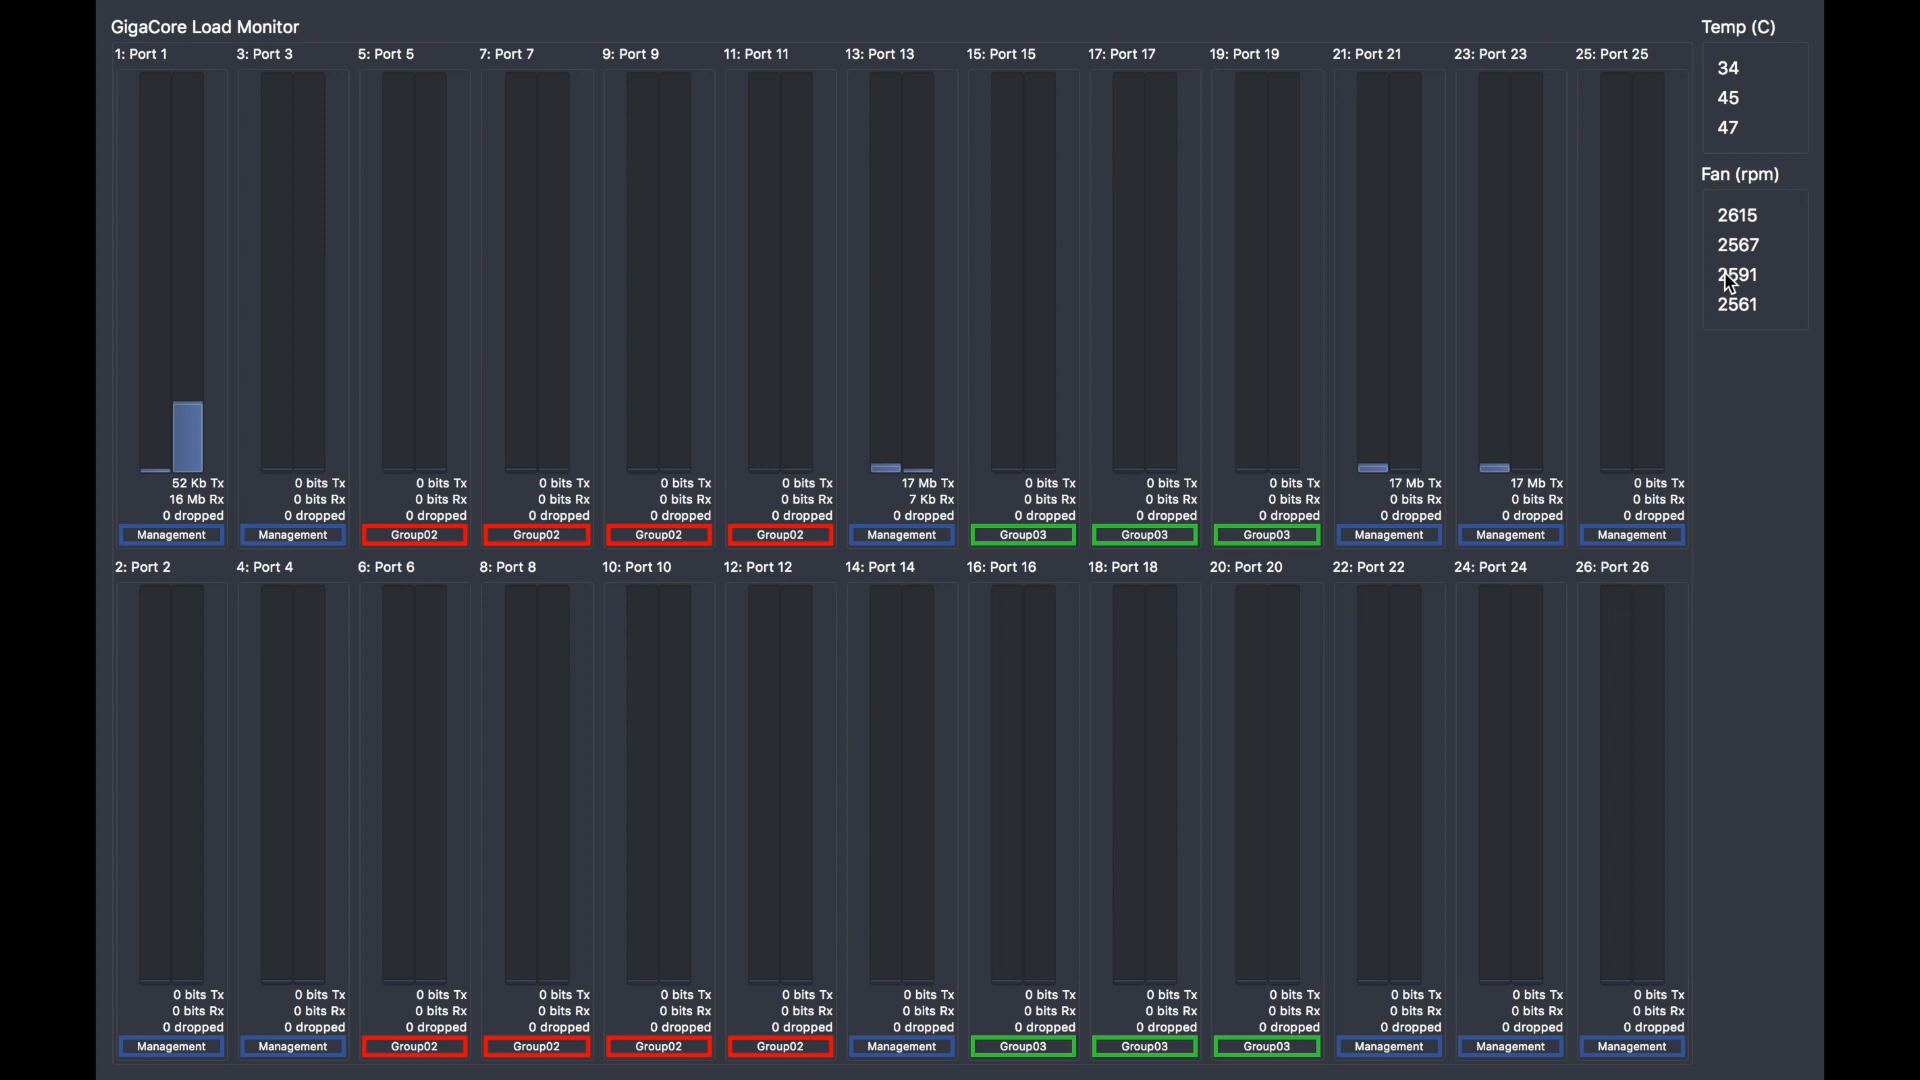 GigaCore Load Monitor
Temp (C)
1: Port 1 3: Port 3 5: Port 5 7: Port 7 9: Port 9 11: Port 11 13: Port 13 15: Port 15 17: Port 17 19: Port 19 21: Port 21 23: Port 23 25: Port 25
34
45
47
Fan (rpm)
2615
2567
2591
2561
52 Kb Tx 0 bits Tx 0 bits Tx 0 bits Tx 0 bits Tx 0 bits Tx 17 Mb Tx 0 bits Tx 0 bits Tx 0 bits Tx 17 Mb Tx 17 Mb Tx 0 bits Tx
16 Mb Rx 0 bits Rx 0 bits Rx 0 bits Rx 0 bits Rx 0 bits Rx 7 Kb Rx 0 bits Rx 0 bits Rx 0 bits Rx 0 bits Rx 0 bits Rx 0 bits Rx
0 dropped 0 dropped 0 dropped 0 dropped 0 dropped 0 dropped 0 dropped 0 dropped 0 dropped 0 dropped 0 dropped 0 dropped 0 dropped
Management Management Group02 Group02 Group02 Group02 Management Group03 Group03 Group03 Management Management Management
2: Port 2 4: Port 4 6: Port 6 8: Port 8 10: Port 10 12: Port 12 14: Port 14 16: Port 16 18: Port 18 20: Port 20 22: Port 22 24: Port 24 26: Port 26
0 bits Tx 0 bits Tx 0 bits Tx 0 bits Tx 0 bits Tx 0 bits Tx 0 bits Tx 0 bits Tx 0 bits Tx 0 bits Tx 0 bits Tx 0 bits Tx 0 bits Tx
0 bits Rx 0 bits Rx 0 bits Rx 0 bits Rx 0 bits Rx 0 bits Rx 0 bits Rx 0 bits Rx 0 bits Rx 0 bits Rx 0 bits Rx 0 bits Rx 0 bits Rx
0 dropped 0 dropped 0 dropped 0 dropped 0 dropped 0 dropped 0 dropped 0 dropped 0 dropped 0 dropped 0 dropped 0 dropped 0 dropped
Management Management Group02 Group02 Group02 Group02 Management Group03 Group03 Group03 Management Management Management